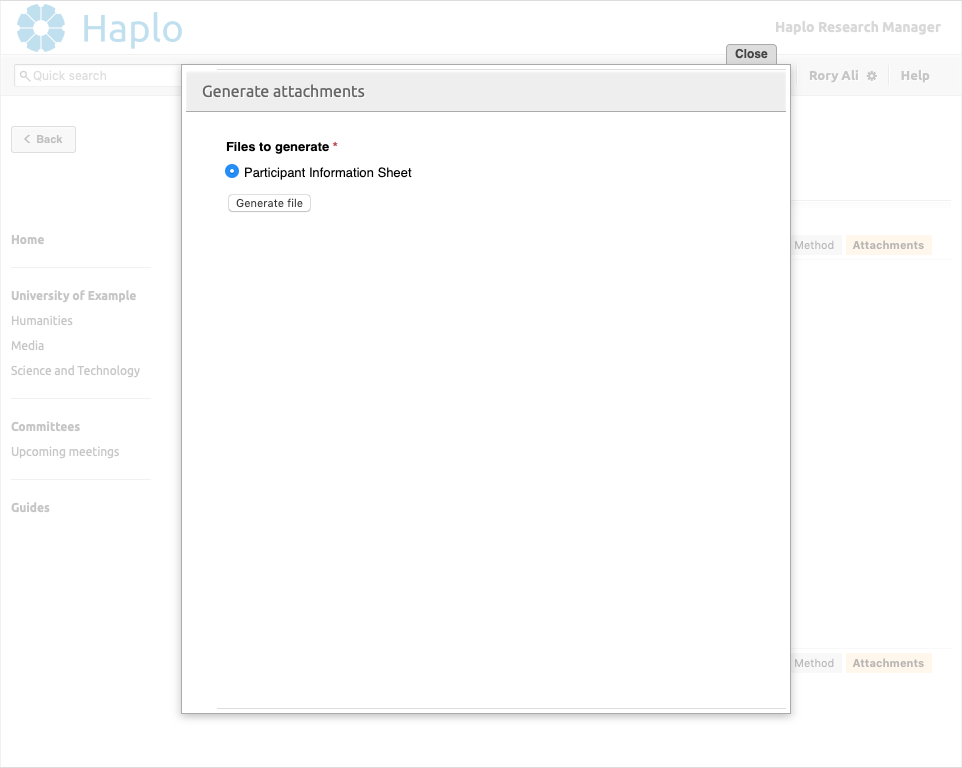 Haplo
Haplo Research Manager
Close
Quick search
Rory Ali
Help
Generate attachments
Back
Files to generate *
Participant Information Sheet
Generate file
Home
Method
Attachments
University of Example
Humanities
Media
Science and Technology
Committees
Upcoming meetings
Guides
Method
Attachments